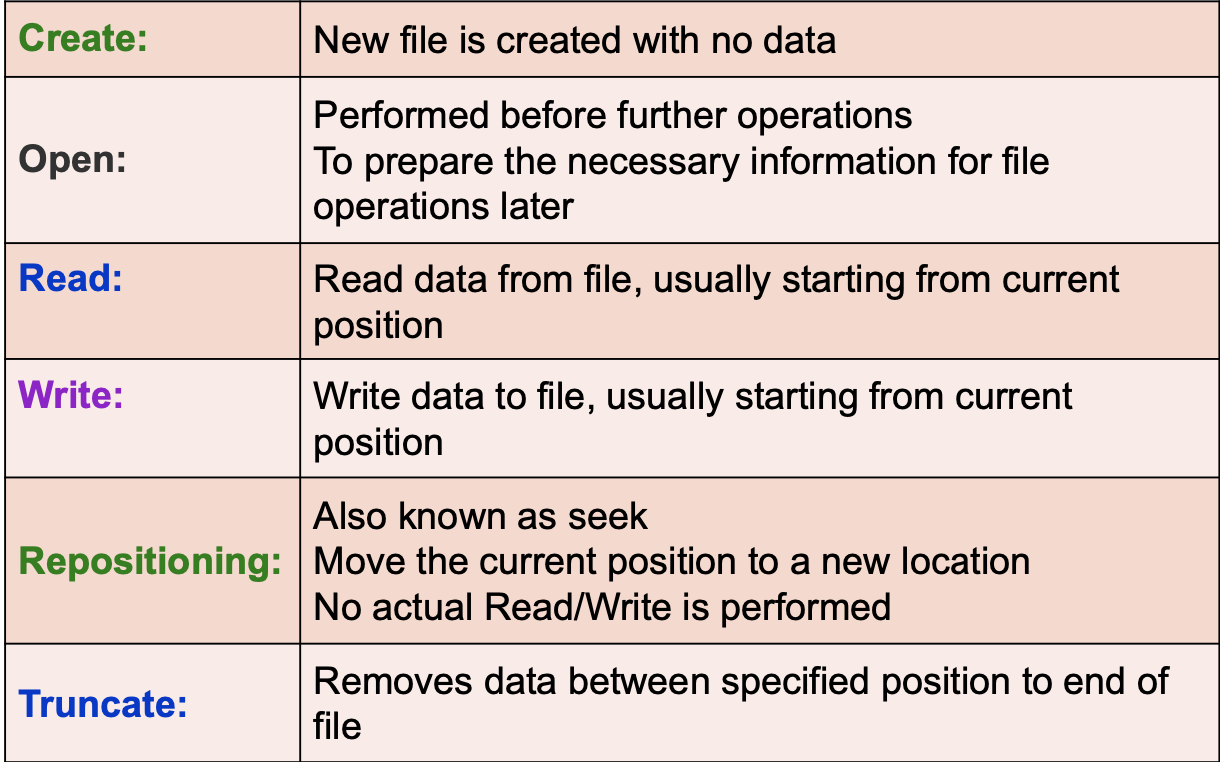 Create:
New file is created with no data
Open:
Performed before further operations
To prepare the necessary information for file
operations later
Read:
Read data from file, usually starting from current
position
Write:
Write data to file, usually starting from current
position
Repositioning:
Also known as seek
Move the current position to a new location
No actual Read/Write is performed
Truncate:
Removes data between specified position to end of
file